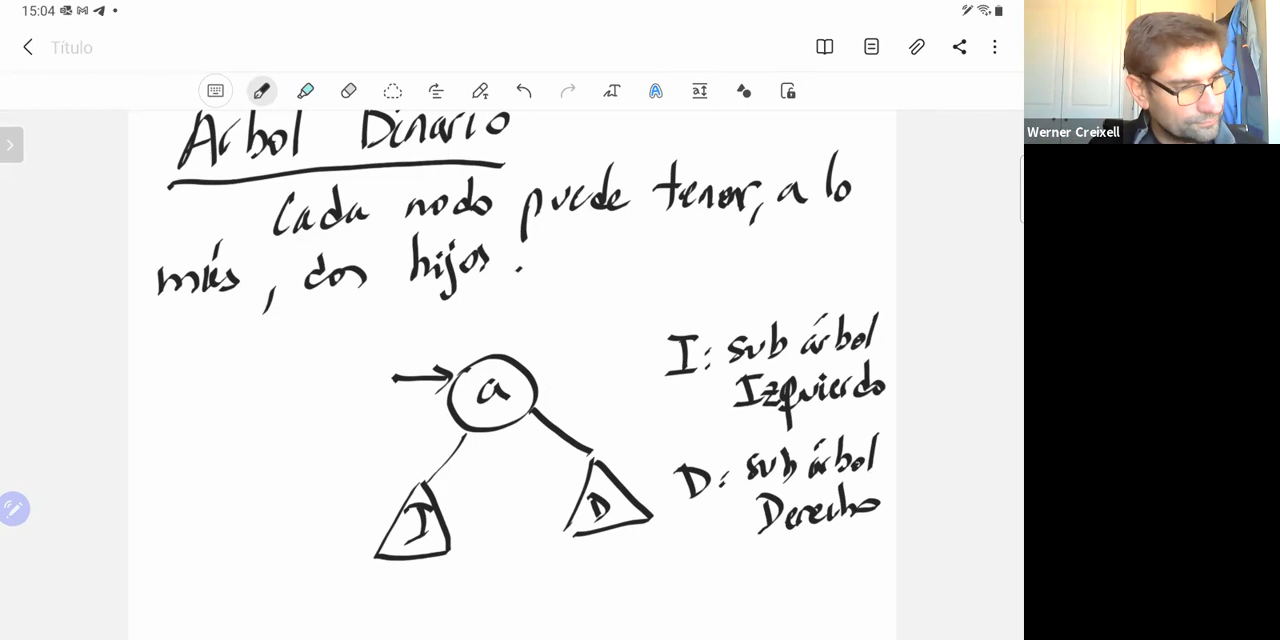 15:04
Título
Werner Creixell
Arbol Binario
Cada nodo puede tener, a lo
más, dos hijos.
a
I
D
I: sub árbol
Izquierdo
D: sub árbol
Derecho